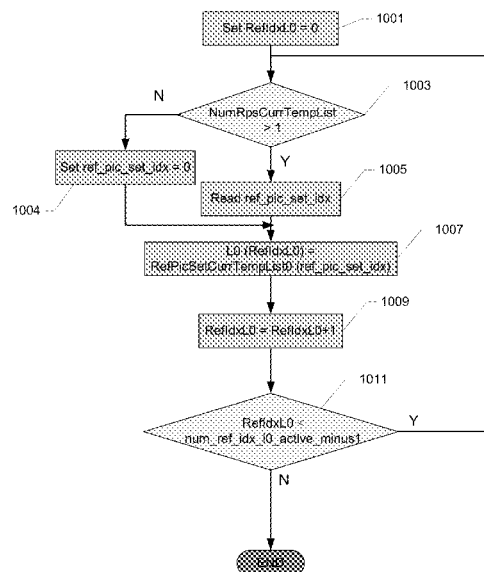 Set RefIdxL0 = 0
1001
N
NumRpsCurrTempList
> 1
1003
Y
Set ref_pic_set_idx = 0
1004
Read ref_pic_set_idx
1005
L0 (RefIdxL0) =
RefPicSetCurrTempList0 (ref_pic_set_idx)
1007
RefIdxL0 = RefIdxL0+1
1009
1011
RefIdxL0 <
num_ref_idx_l0_active_minus1
Y
N
END